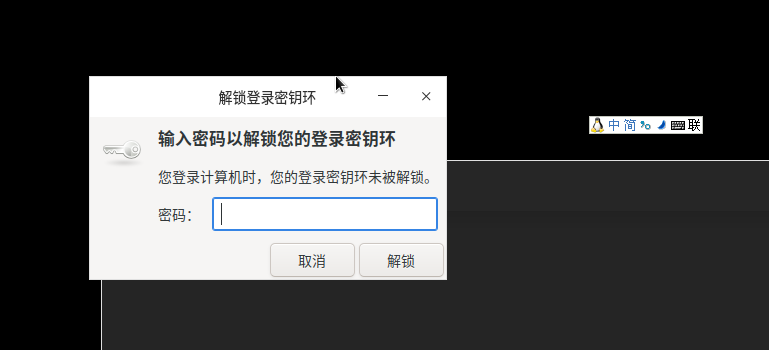 解锁登录密钥环
输入密码以解锁您的登录密钥环
您登录计算机时，您的登录密钥环未被解锁。
密码：
取消 解锁
中 简 联